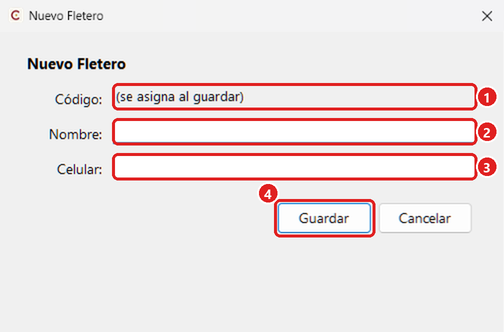 Nuevo Fletero
Nuevo Fletero
Código: (se asigna al guardar) 1
Nombre: 2
Celular: 3
4
Guardar Cancelar